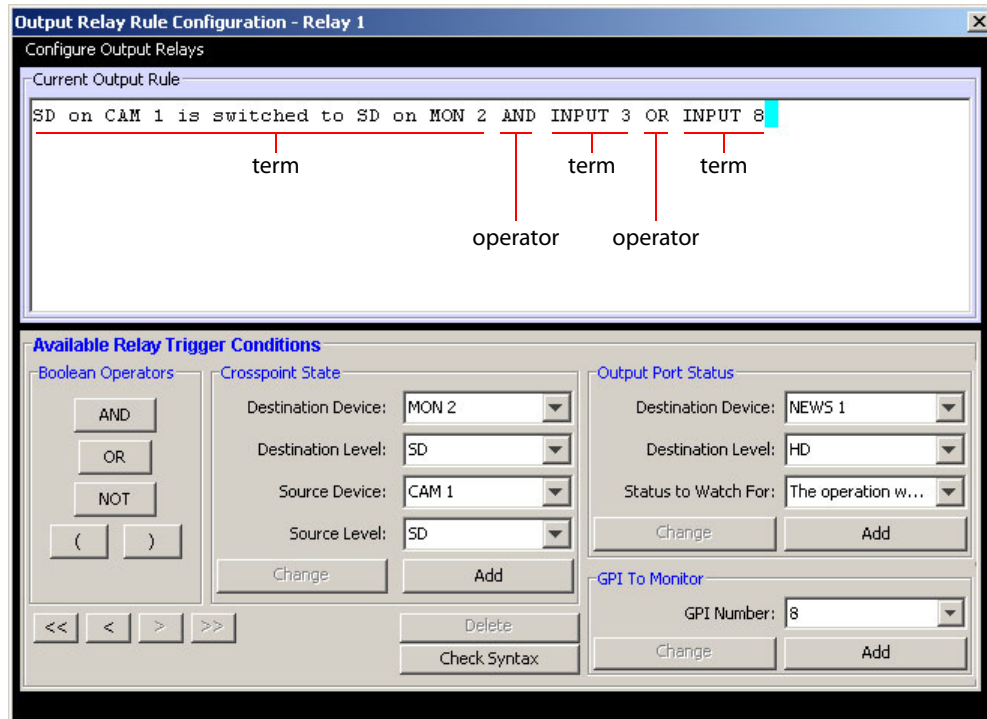 Output Relay Rule Configuration - Relay 1
Configure Output Relays
Current Output Rule
SD on CAM 1 is switched to SD on MON 2 AND INPUT 3 OR INPUT 8
term term term
operator operator
Available Relay Trigger Conditions
Boolean Operators
AND
OR
NOT
( )
Crosspoint State
Destination Device: MON 2
Destination Level: SD
Source Device: CAM 1
Source Level: SD
Change Add
Output Port Status
Destination Device: NEWS 1
Destination Level: HD
Status to Watch For: The operation w...
Change Add
GPI To Monitor
GPI Number: 8
Change Add
<< < > >>
Delete
Check Syntax